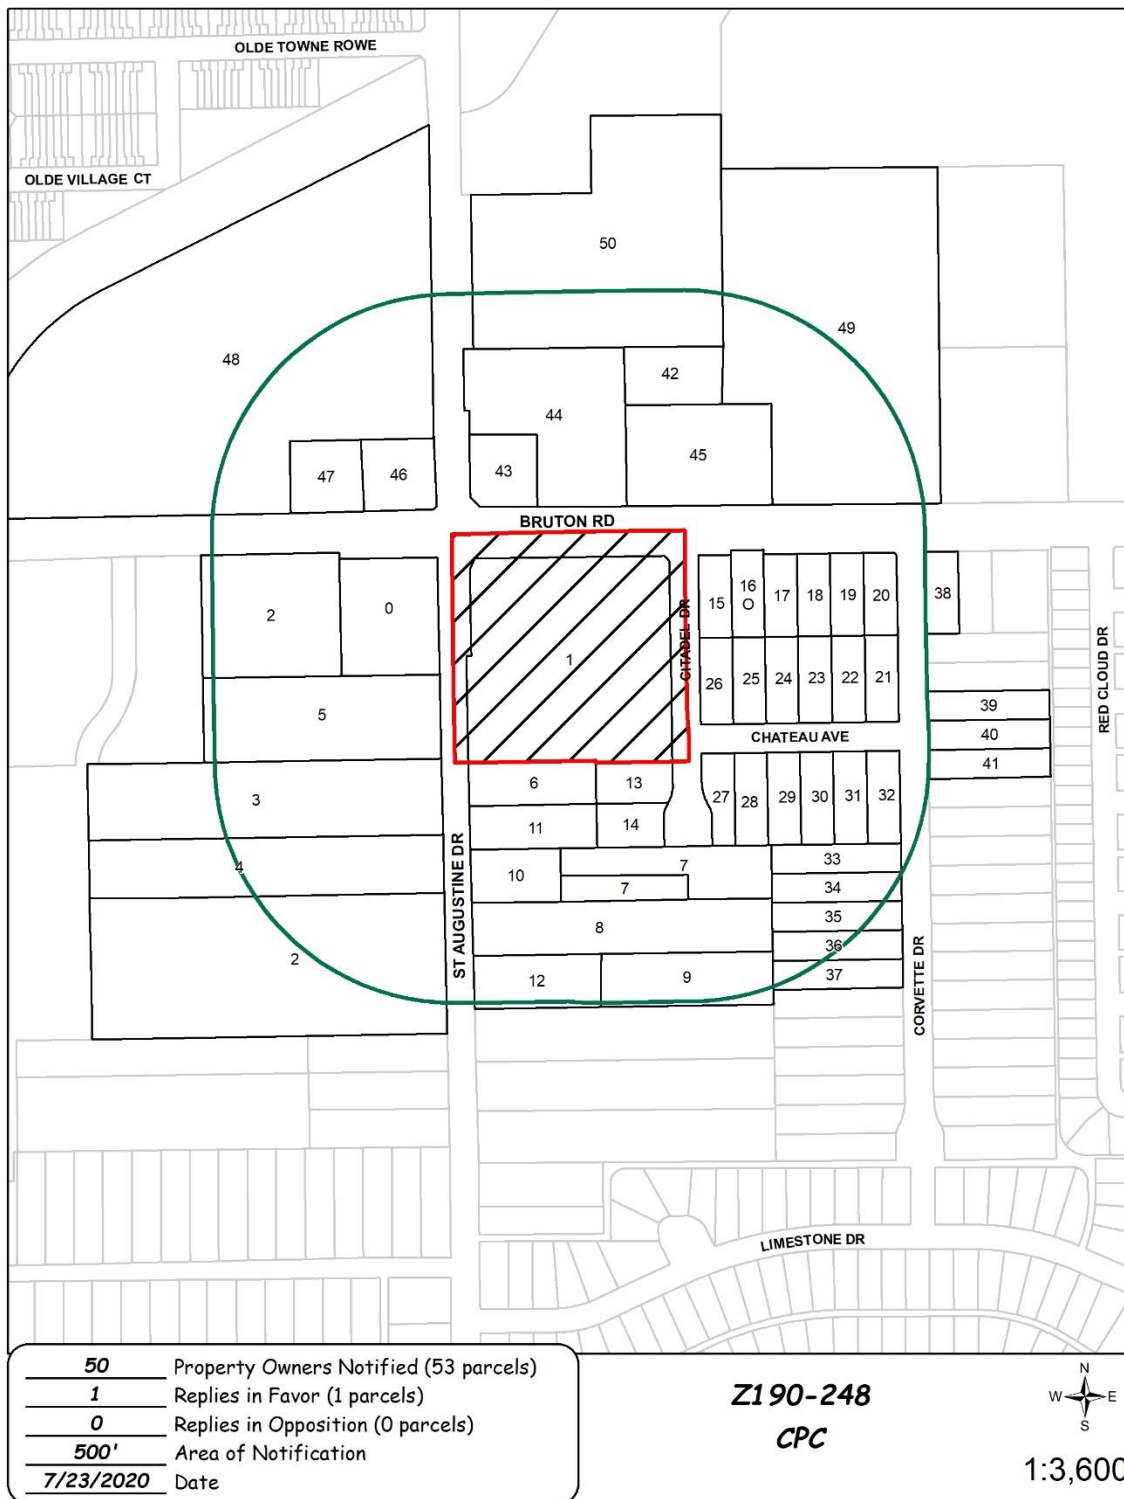 OLDE TOWNE ROWE
OLDE VILLAGE CT
50
49
48
42
44
45
43
47
46
BRUTON RD
2
0
1
CITADEL DR
15
16
O
17
18
19
20
38
RED CLOUD DR
26
25
24
23
22
21
5
39
40
41
CHATEAU AVE
3
6
13
27
28
29
30
31
32
11
14
4
ST AUGUSTINE DR
10
7
7
33
34
8
35
36
2
12
9
37
CORVETTE DR
LIMESTONE DR
50 Property Owners Notified (53 parcels)
1 Replies in Favor (1 parcels)
0 Replies in Opposition (0 parcels)
500' Area of Notification
7/23/2020 Date
Z190-248
CPC
N
W E
S
1:3,600